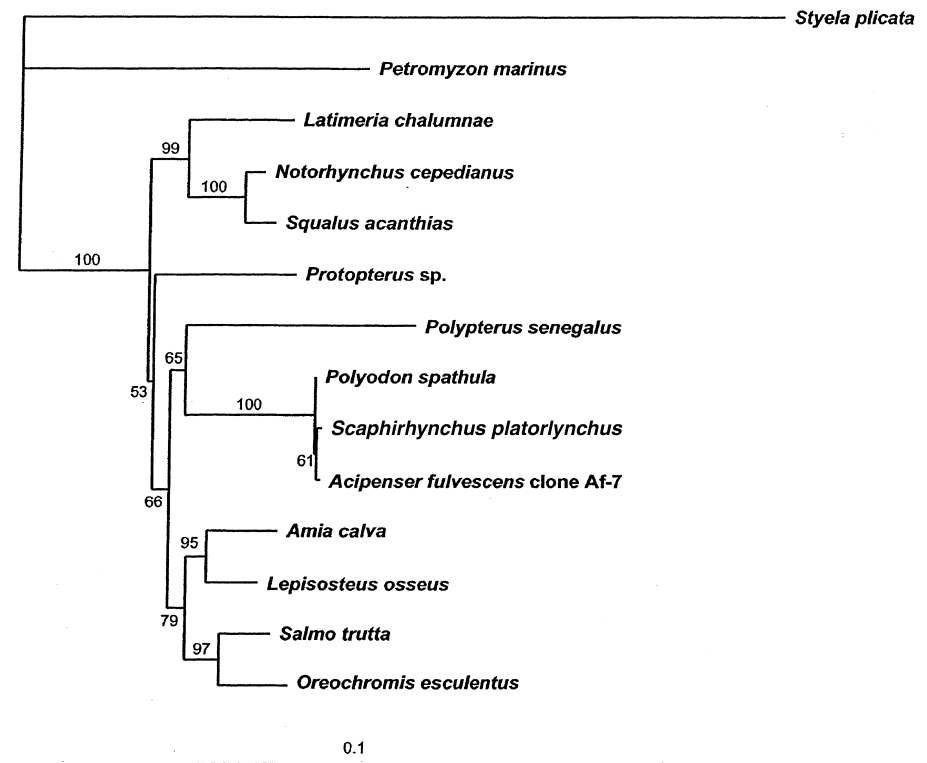 Styela plicata
Petromyzon marinus
Latimeria chalumnae
99
Notorhynchus cepedianus
100
Squalus acanthias
100
Protopterus sp.
Polypterus senegalus
65
Polyodon spathula
53
100
Scaphirhynchus platorlynchus
61
Acipenser fulvescens clone Af-7
66
Amia calva
95
Lepisosteus osseus
79
Salmo trutta
97
Oreochromis esculentus
0.1